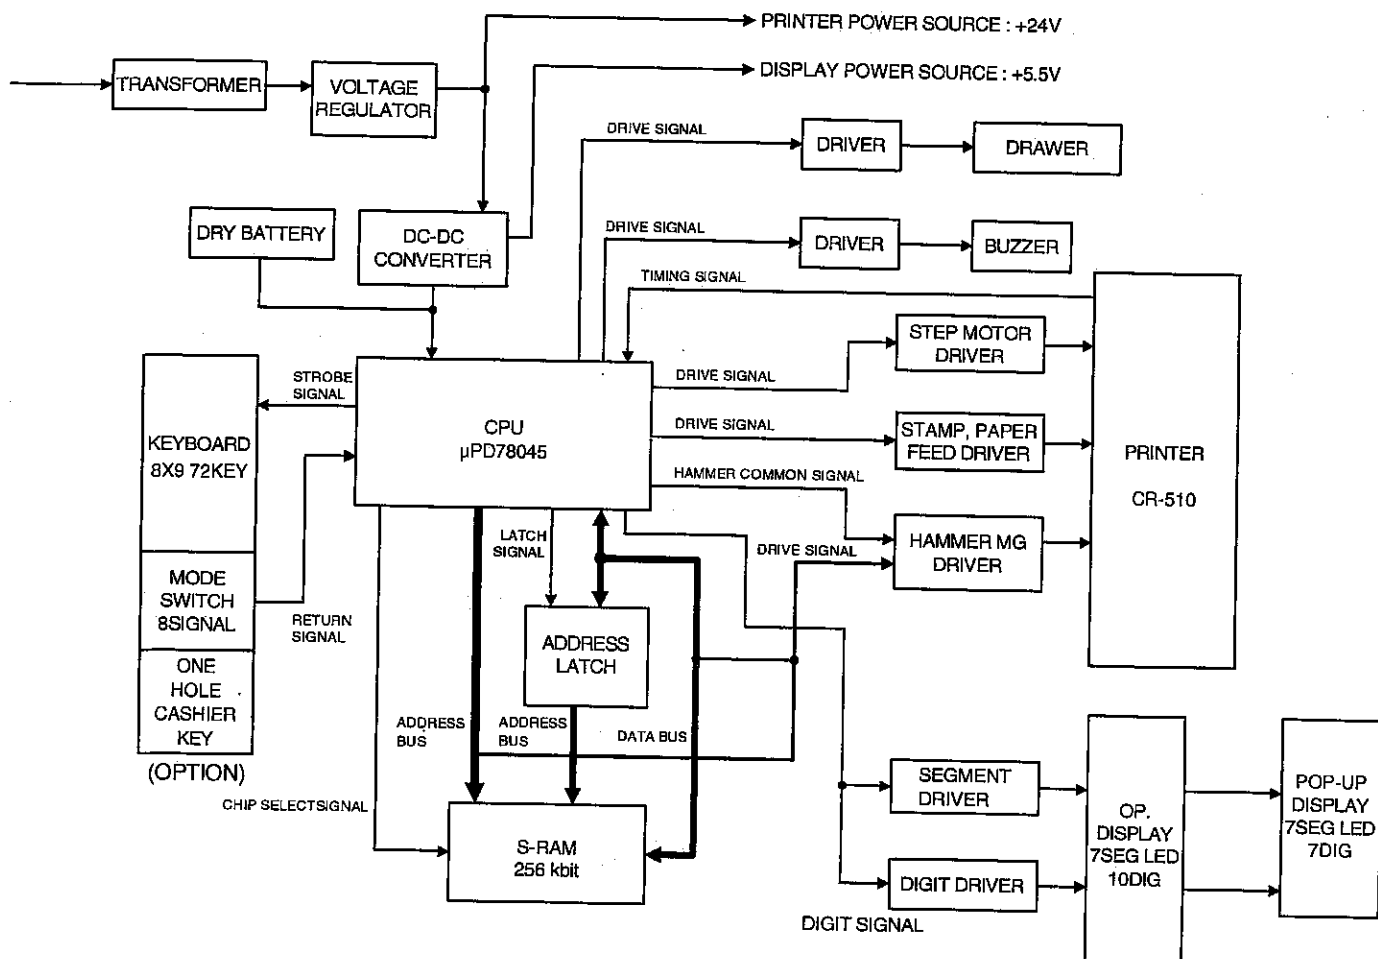 PRINTER POWER SOURCE : +24V
DISPLAY POWER SOURCE : +5.5V
TRANSFORMER
VOLTAGE
REGULATOR
DRIVE SIGNAL
DRIVER
DRAWER
DRY BATTERY
DC-DC
CONVERTER
DRIVE SIGNAL
DRIVER
BUZZER
TIMING SIGNAL
STEP MOTOR
DRIVER
STROBE
SIGNAL
DRIVE SIGNAL
CPU
µPD78045
DRIVE SIGNAL
STAMP, PAPER
FEED DRIVER
KEYBOARD
8X9 72KEY
PRINTER
CR-510
HAMMER COMMON SIGNAL
LATCH
SIGNAL
DRIVE SIGNAL
HAMMER MG
DRIVER
MODE
SWITCH
8SIGNAL
RETURN
SIGNAL
ADDRESS
LATCH
ONE
HOLE
CASHIER
KEY
(OPTION)
ADDRESS
BUS
ADDRESS
BUS
DATA BUS
CHIP SELECTSIGNAL
S-RAM
256 kbit
SEGMENT
DRIVER
DIGIT DRIVER
DIGIT SIGNAL
OP.
DISPLAY
7SEG LED
10DIG
POP-UP
DISPLAY
7SEG LED
7DIG